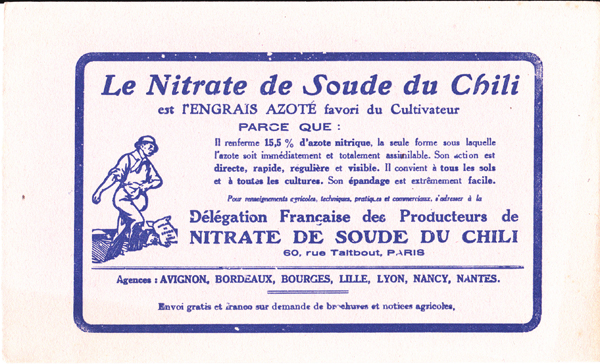 Le Nitrate de Soude du Chili
est l'ENGRAIS AZOTÉ favori du Cultivateur
PARCE QUE :
Il renferme 15,5 % d'azote nitrique, la seule forme sous laquelle
l'azote soit immédiatement et totalement assimilable. Son action est
directe, rapide, régulière et visible. Il convient à tous les sols
et à toutes les cultures. Son épandage est extrêmement facile.
Pour renseignements agricoles, techniques, pratiques et commerciaux, s'adresser à la
Délégation Française des Producteurs de
NITRATE DE SOUDE DU CHILI
60, rue Taitbout, PARIS
Agences : AVIGNON, BORDEAUX, BOURGES, LILLE, LYON, NANCY, NANTES.
Envoi gratis et franco sur demande de brochures et notices agricoles.